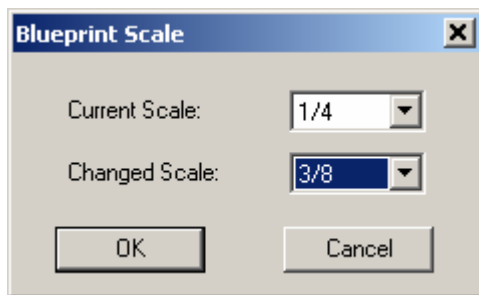 Blueprint Scale
Current Scale: 1/4
Changed Scale: 3/8
OK Cancel